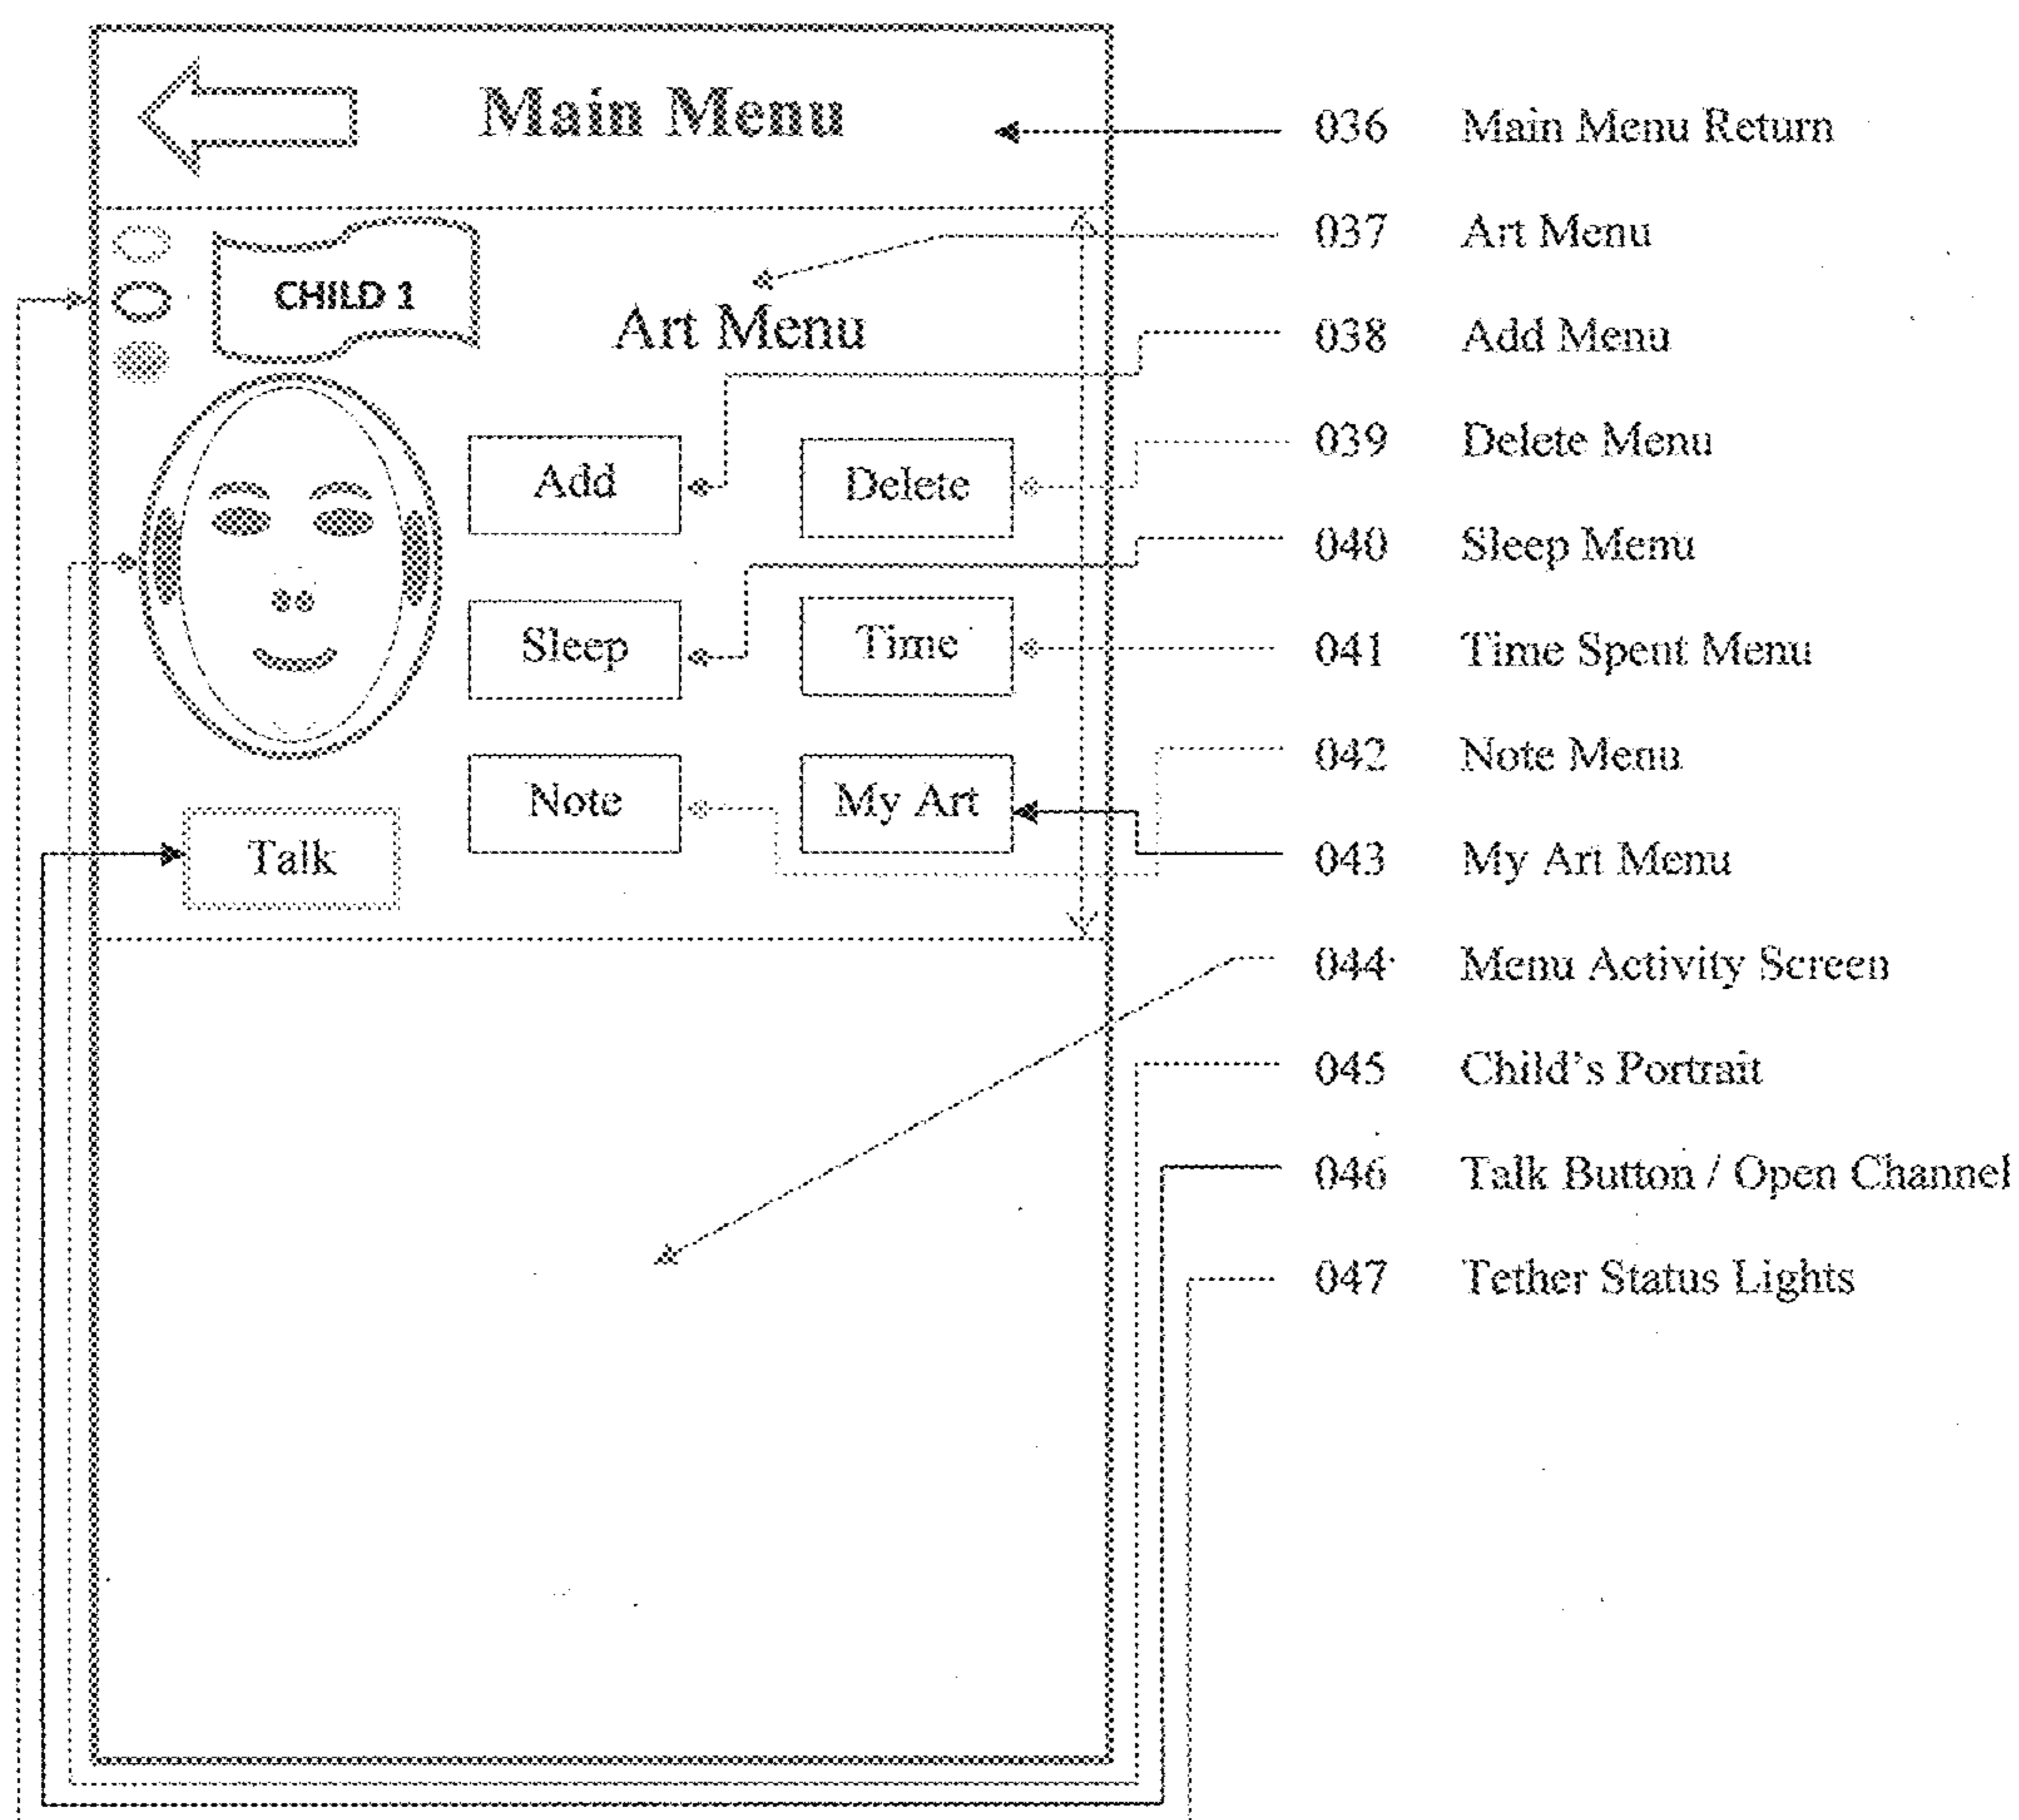 Main Menu
CHILD 1
Art Menu
Add
Delete
Sleep
Time
Note
My Art
Talk
036 Main Menu Return
037 Art Menu
038 Add Menu
039 Delete Menu
040 Sleep Menu
041 Time Spent Menu
042 Note Menu
043 My Art Menu
044 Menu Activity Screen
045 Child's Portrait
046 Talk Button / Open Channel
047 Tether Status Lights